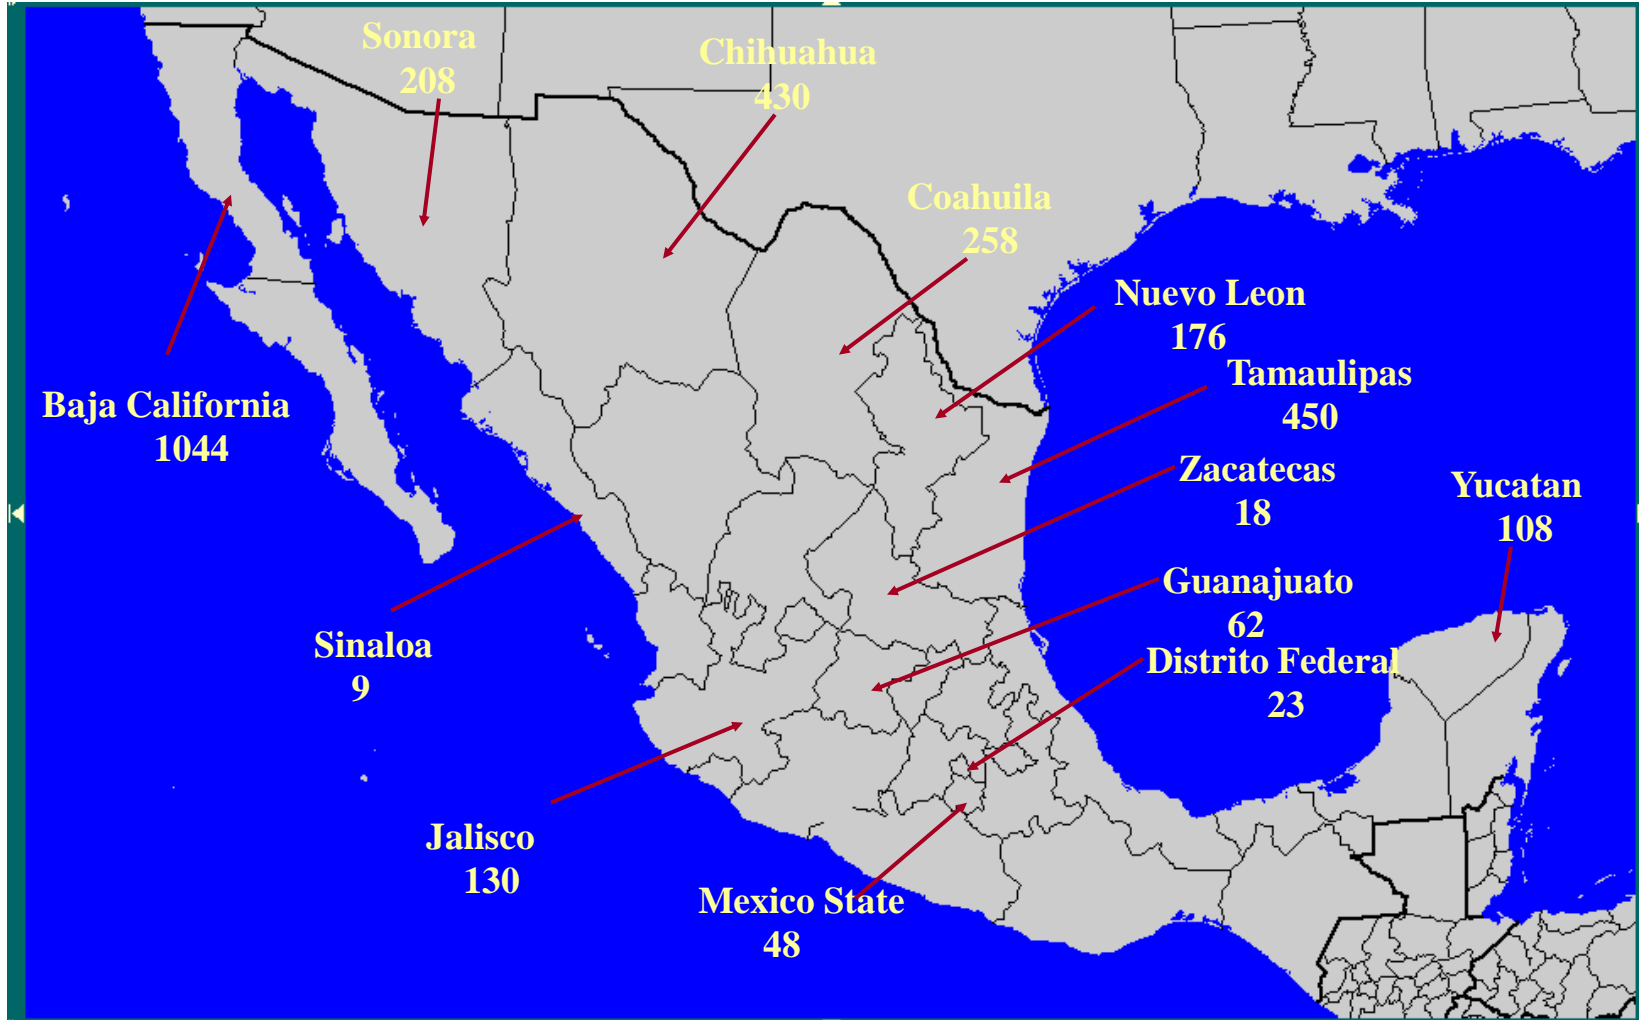 Sonora
208
Chihuahua
430
Coahuila
258
Nuevo Leon
176
Tamaulipas
450
Baja California
1044
Zacatecas
18
Yucatan
108
Guanajuato
62
Sinaloa
9
Distrito Federal
23
Jalisco
130
Mexico State
48